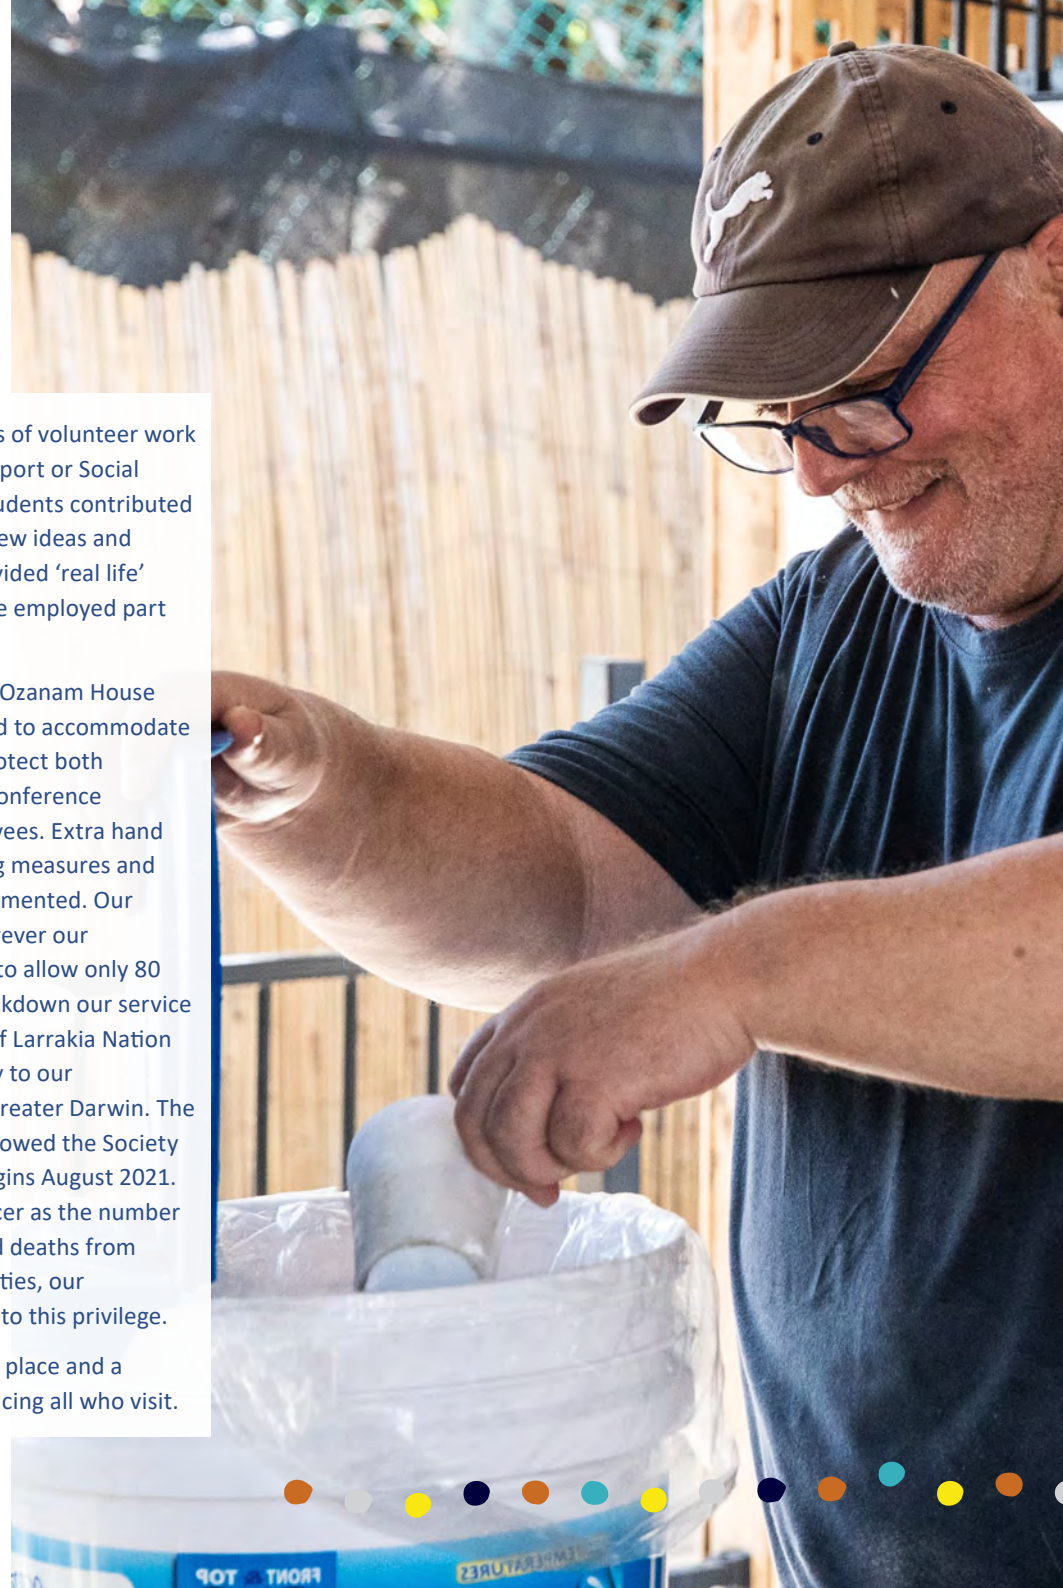 s of volunteer work
port or Social
udents contributed
ew ideas and
vided ‘real life’
e employed part
Ozanam House
d to accommodate
otect both
onference
yees. Extra hand
g measures and
mented. Our
ever our
to allow only 80
kdown our service
f Larrakia Nation
y to our
reater Darwin. The
owed the Society
gins August 2021.
cer as the number
d deaths from
ties, our
to this privilege.
place and a
cing all who visit.
FRONT & TOP
TEMPERATURES